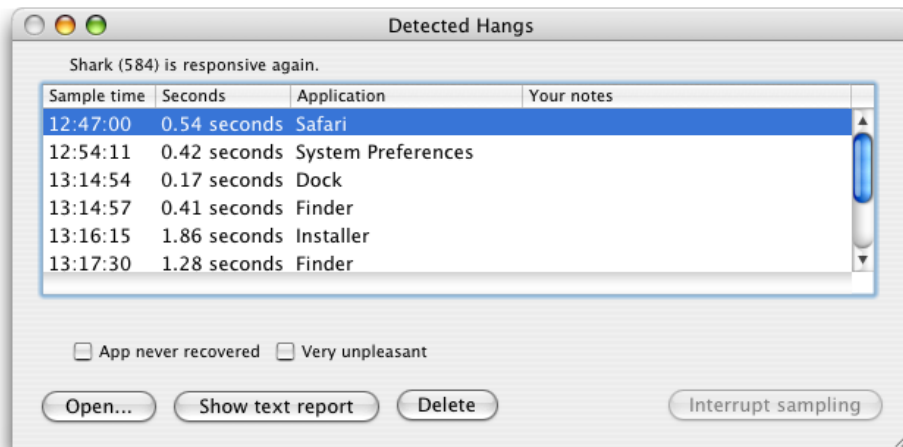 Detected Hangs
Shark (584) is responsive again.
Sample time Seconds Application Your notes
12:47:00 0.54 seconds Safari
12:54:11 0.42 seconds System Preferences
13:14:54 0.17 seconds Dock
13:14:57 0.41 seconds Finder
13:16:15 1.86 seconds Installer
13:17:30 1.28 seconds Finder
App never recovered Very unpleasant
Open... Show text report Delete Interrupt sampling